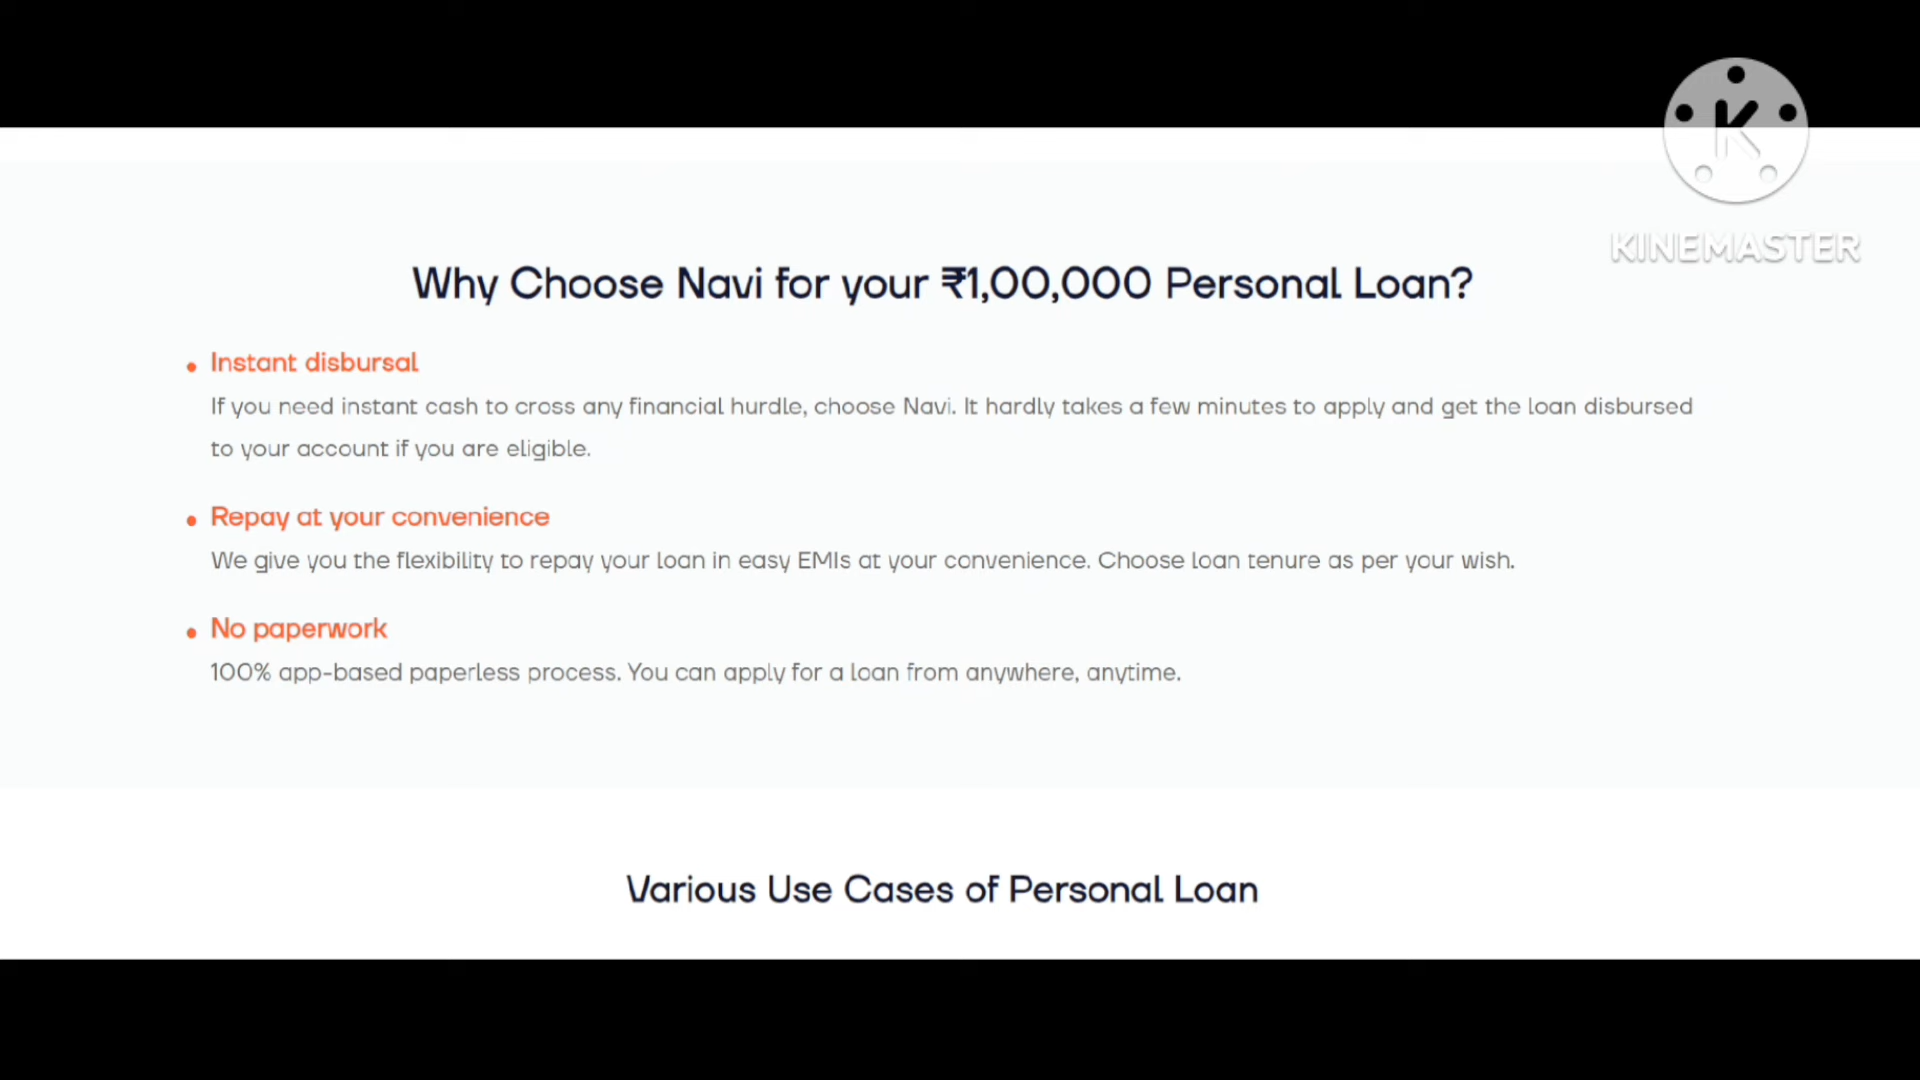 K
KINEMASTER
Why Choose Navi for your ₹1,00,000 Personal Loan?
• Instant disbursal
If you need instant cash to cross any financial hurdle, choose Navi. It hardly takes a few minutes to apply and get the loan disbursed
to your account if you are eligible.
• Repay at your convenience
We give you the flexibility to repay your loan in easy EMIs at your convenience. Choose loan tenure as per your wish.
• No paperwork
100% app-based paperless process. You can apply for a loan from anywhere, anytime.
Various Use Cases of Personal Loan